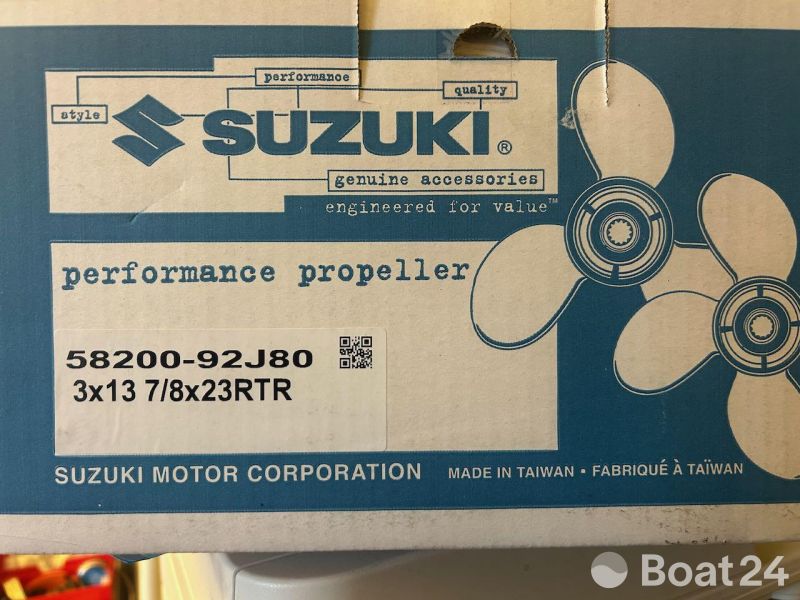 performance
quality
style
SUZUKI®
genuine accessories
engineered for value™
performance propeller
58200-92J80
3x13 7/8x23RTR
SUZUKI MOTOR CORPORATION MADE IN TAIWAN • FABRIQUÉ À TAÏWAN
Boat24